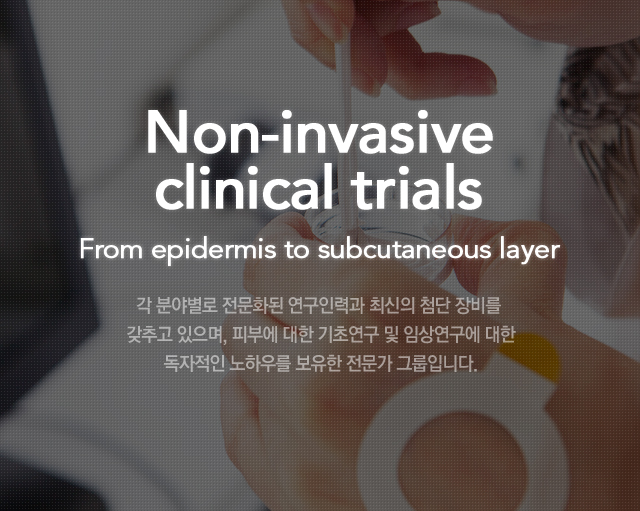 Non-invasive
clinical trials
From epidermis to subcutaneous layer
각 분야별로 전문화된 연구인력과 최신의 첨단 장비를
갖추고 있으며, 피부에 대한 기초연구 및 임상연구에 대한
독자적인 노하우를 보유한 전문가 그룹입니다.